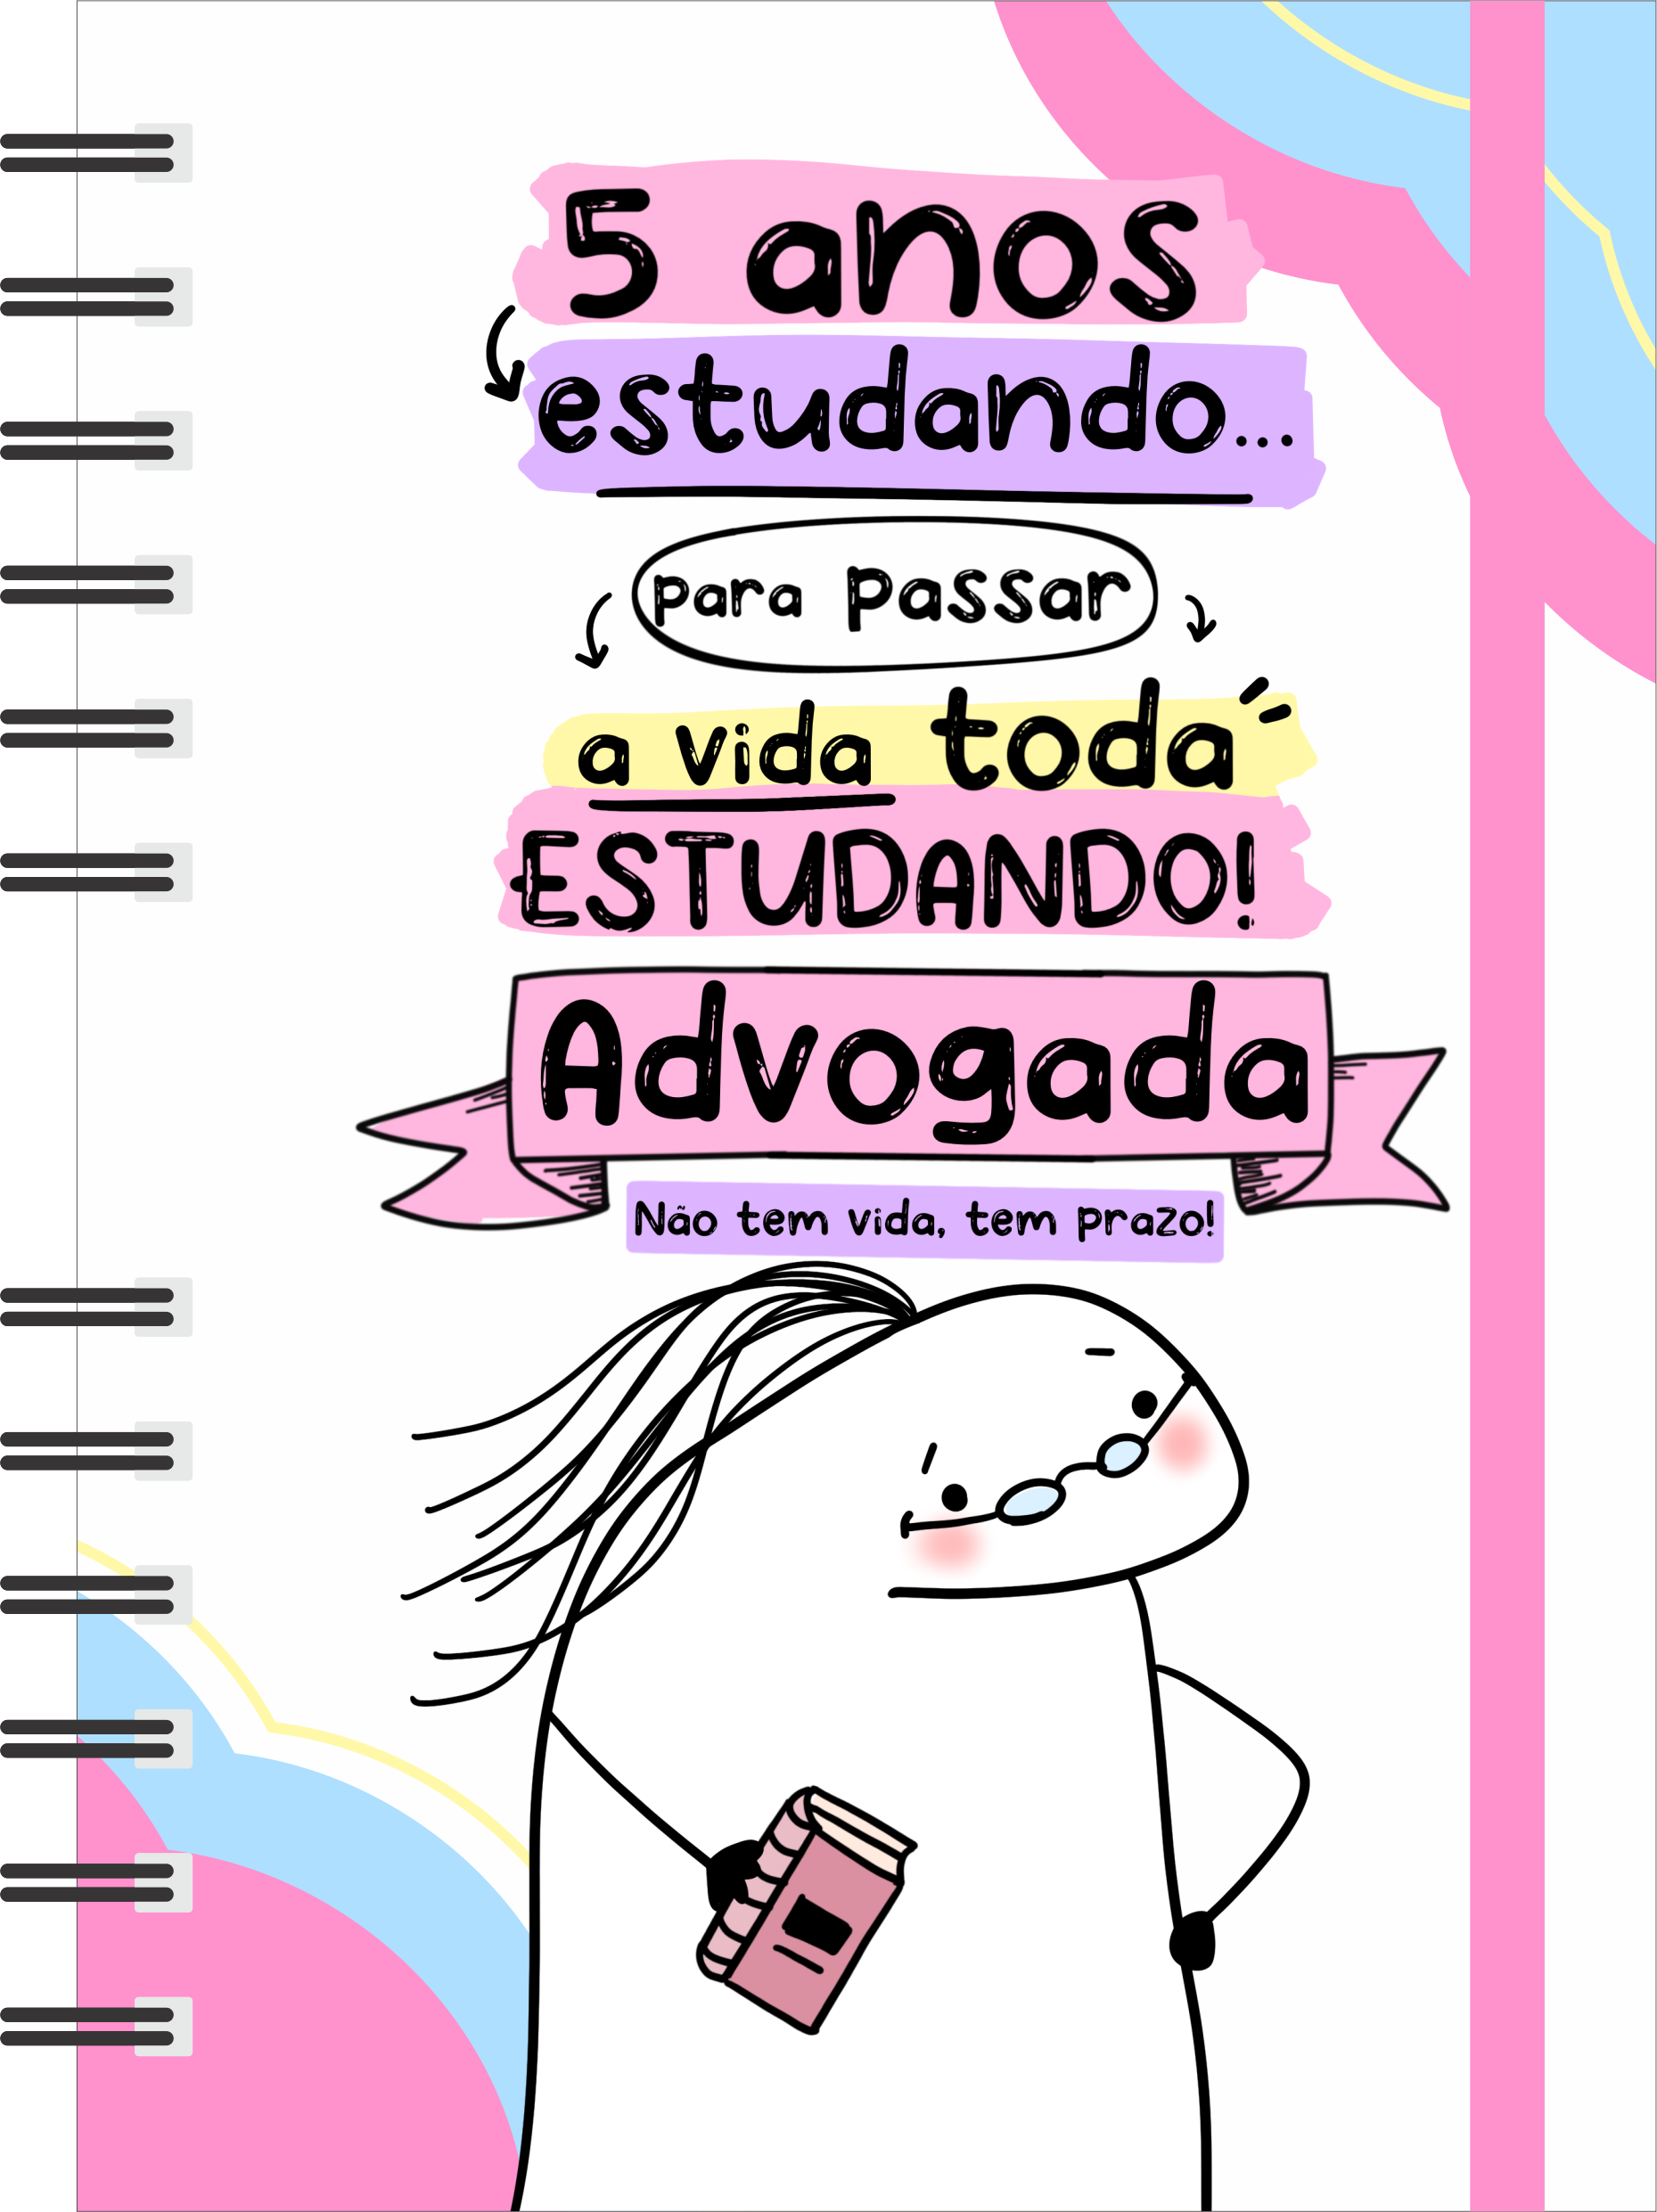 5 anos
estudando...
para passar
a vida toda
ESTUDANDO!
Advogada
Não tem vida, tem prazo!